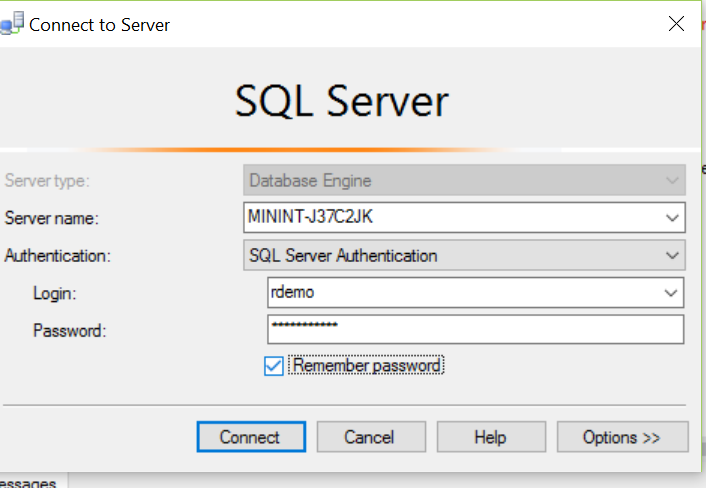 Connect to Server
SQL Server
Server type: Database Engine
Server name: MININT-J37C2JK
Authentication: SQL Server Authentication
Login: rdemo
Password: ***********
Remember password
Connect Cancel Help Options >>